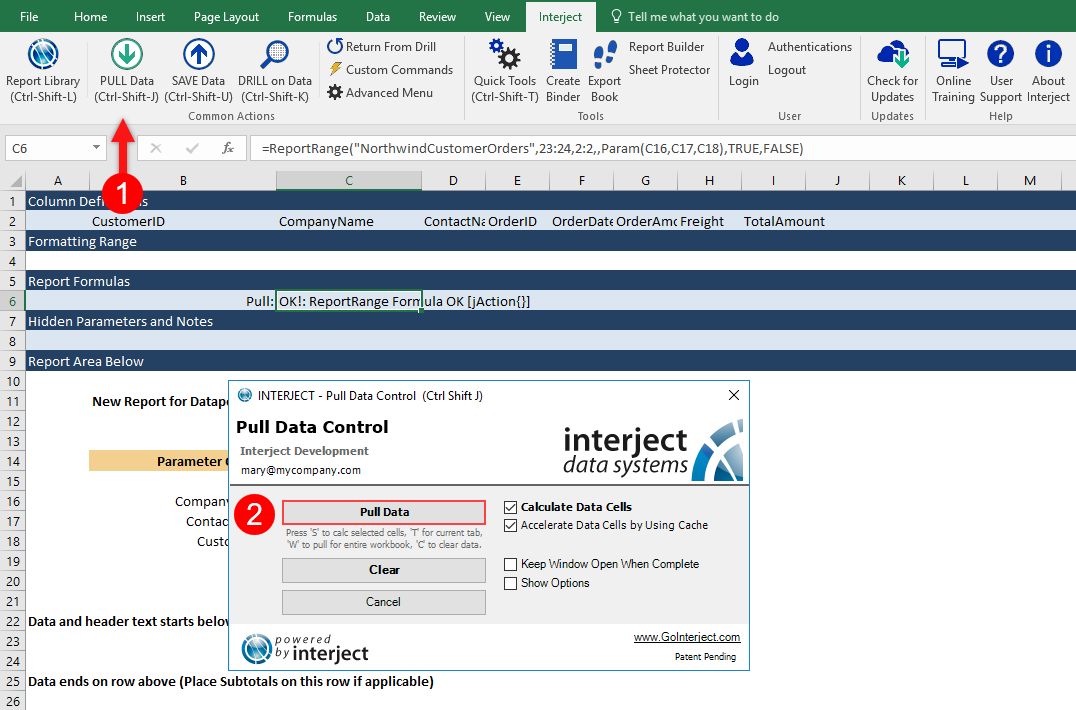 File Home Insert Page Layout Formulas Data Review View Interject Tell me what you want to do
Report Library (Ctrl-Shift-L)
PULL Data (Ctrl-Shift-J)
SAVE Data (Ctrl-Shift-U)
DRILL on Data (Ctrl-Shift-K)
Return From Drill
Custom Commands
Advanced Menu
Common Actions
Quick Tools (Ctrl-Shift-T)
Create Binder
Export Book
Report Builder
Sheet Protector
Tools
Login
Authentications
Logout
User
Check for Updates
Updates
Online Training
User Support
About Interject
Help
1
C6 fx =ReportRange("NorthwindCustomerOrders",23:24,2:2,,Param(C16,C17,C18),TRUE,FALSE)
A B C D E F G H I J K L M
1 Column Def s
2 CustomerID CompanyName ContactNa OrderID OrderDate OrderAmo Freight TotalAmount
3 Formatting Range
4
5 Report Formulas
6 Pull: OK!: ReportRange Formula OK [jAction{}]
7 Hidden Parameters and Notes
8
9 Report Area Below
10
11 New Report for Datapo
12
13
14 Parameter
15
16 Company
17 Contac
18 Custo
19
20
21
22 Data and header text starts below
23
24
25 Data ends on row above (Place Subtotals on this row if applicable)
26
INTERJECT - Pull Data Control (Ctrl Shift J)
Pull Data Control
Interject Development
mary@mycompany.com
interject
data systems
2
Pull Data
Press 'S' to calc selected cells, 'T' for current tab,
'W' to pull for entire workbook, 'C' to clear data.
Clear
Cancel
Calculate Data Cells
Accelerate Data Cells by Using Cache
Keep Window Open When Complete
Show Options
powered
by interject
www.GoInterject.com
Patent Pending